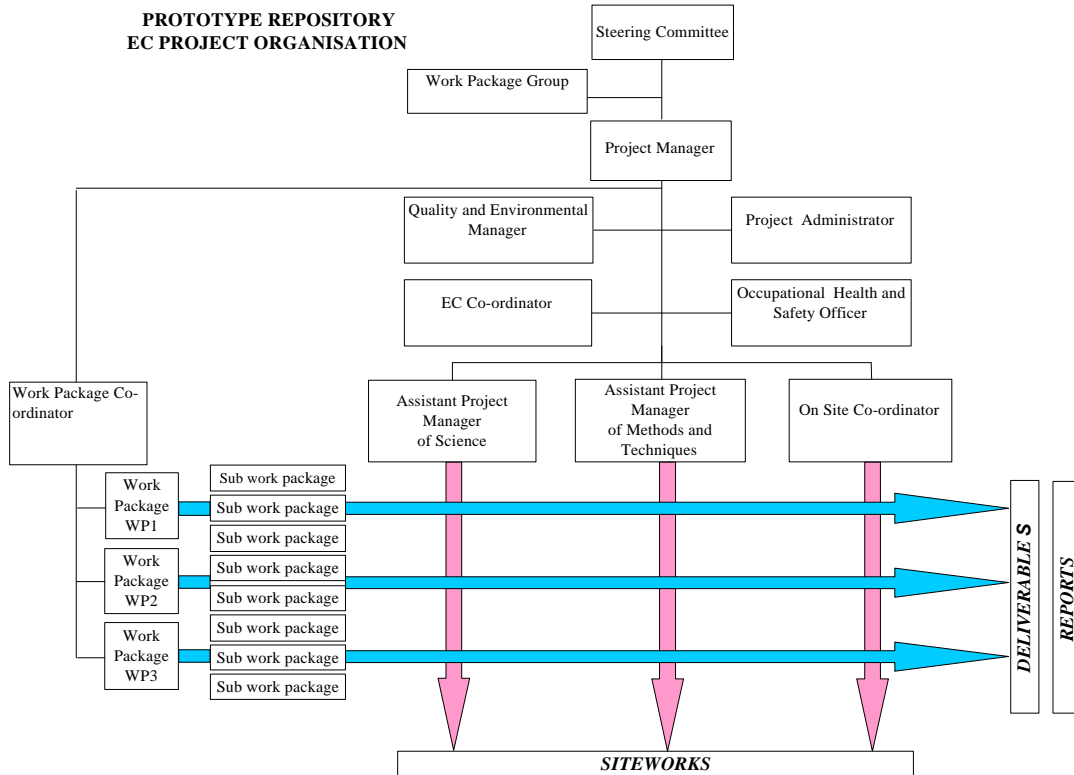 PROTOTYPE REPOSITORY
EC PROJECT ORGANISATION
Steering Committee
Work Package Group
Project Manager
Quality and Environmental
Manager
Project Administrator
EC Co-ordinator
Occupational Health and
Safety Officer
Work Package Co-
ordinator
Assistant Project
Manager
of Science
Assistant Project
Manager
of Methods and
Techniques
On Site Co-ordinator
Work
Package
WP1
Sub work package
Sub work package
Sub work package
Work
Package
WP2
Sub work package
Sub work package
Sub work package
Work
Package
WP3
Sub work package
Sub work package
DELIVERABLE S
REPORTS
SITEWORKS